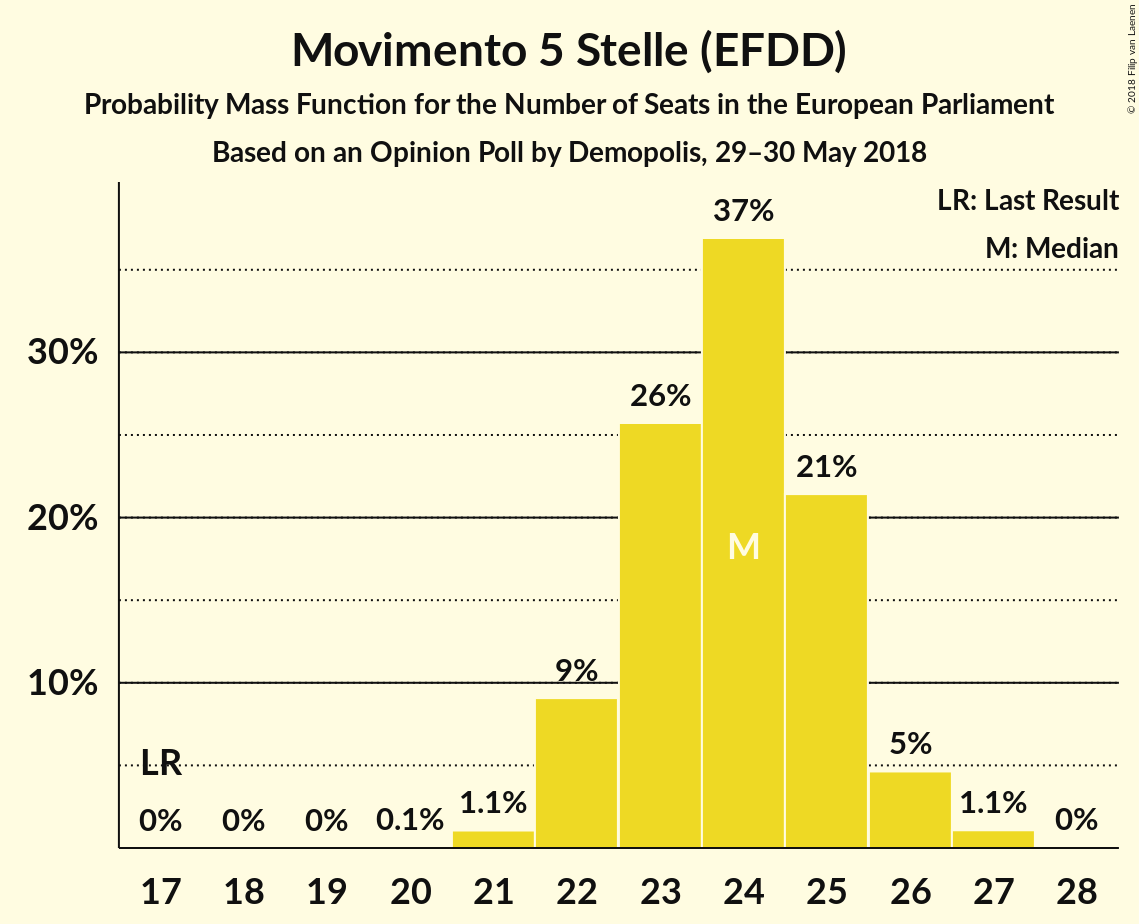 Movimento 5 Stelle (EFDD)
Probability Mass Function for the Number of Seats in the European Parliament
Based on an Opinion Poll by Demopolis, 29–30 May 2018
© 2018 Filip van Laenen
LR: Last Result
M: Median
37%
30%
26%
21%
20%
M
10%
9%
LR
5%
0% 0% 0% 0.1% 1.1% 1.1% 0%
17 18 19 20 21 22 23 24 25 26 27 28